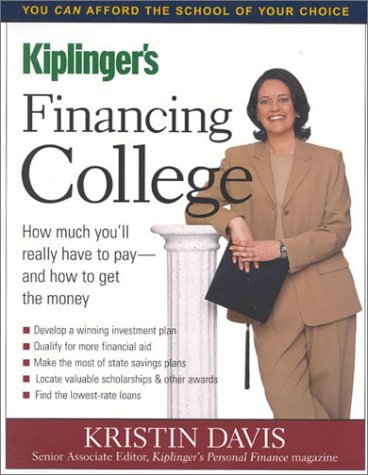 YOU CAN AFFORD THE SCHOOL OF YOUR CHOICE
Kiplinger's
Financing
College
How much you'll
really have to pay—
and how to get
the money
Develop a winning investment plan
Qualify for more financial aid
Make the most of state savings plans
Locate valuable scholarships & other awards
Find the lowest-rate loans
KRISTIN DAVIS
Senior Associate Editor, Kiplinger's Personal Finance magazine